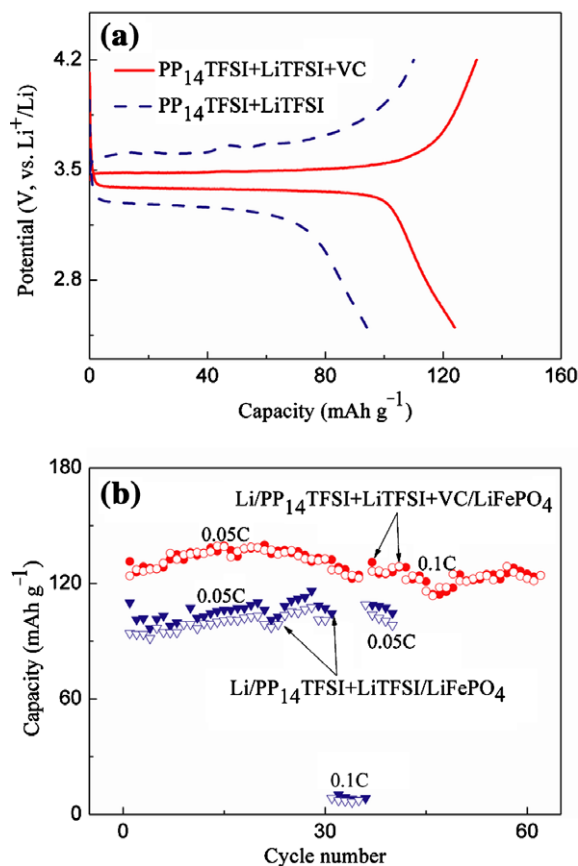 (a)
PP14TFSI+LiTFSI+VC
PP14TFSI+LiTFSI
Potential (V, vs. Li+/Li)
4.2
3.5
2.8
0
40
80
120
160
Capacity (mAh g−1)
(b)
Li/PP14TFSI+LiTFSI+VC/LiFePO4
0.05C
0.1C
0.05C
0.05C
Li/PP14TFSI+LiTFSI/LiFePO4
0.1C
Capacity (mAh g−1)
180
120
60
0
0
30
60
Cycle number